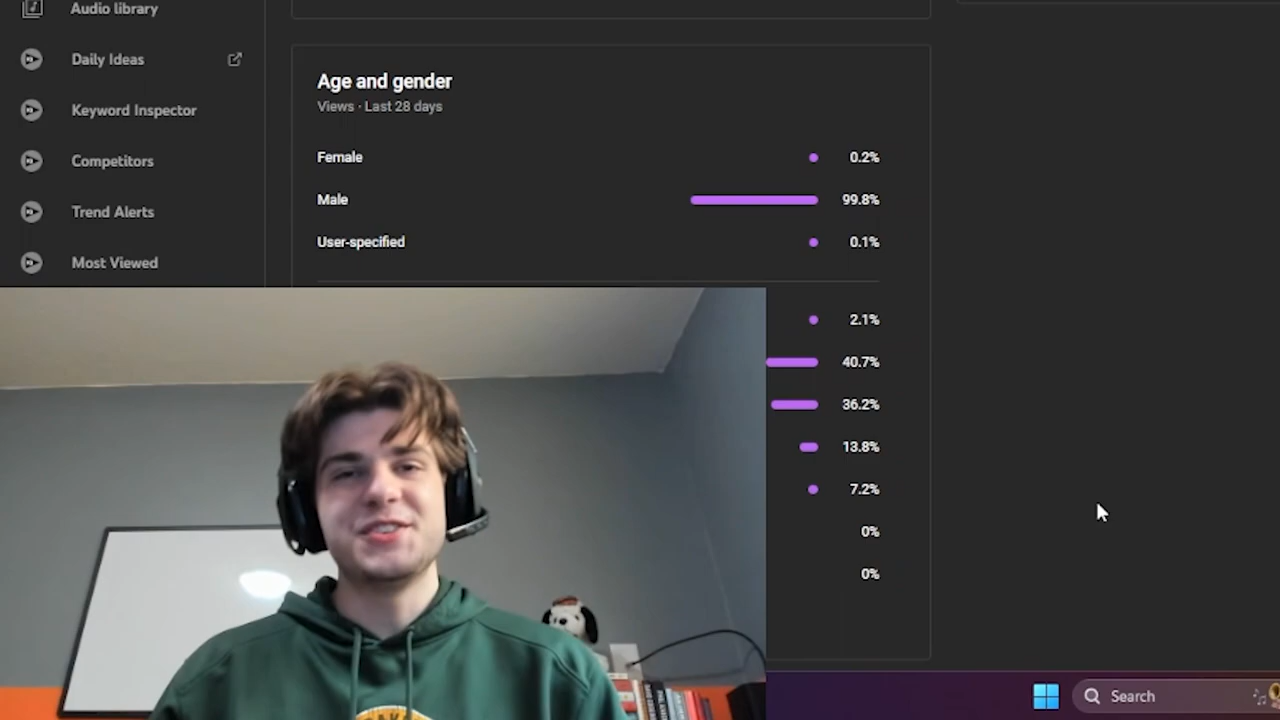 Audio library
Daily Ideas
Keyword Inspector
Competitors
Trend Alerts
Most Viewed
Age and gender
Views · Last 28 days
Female 0.2%
Male 99.8%
User-specified 0.1%
2.1%
40.7%
36.2%
13.8%
7.2%
0%
0%
Search